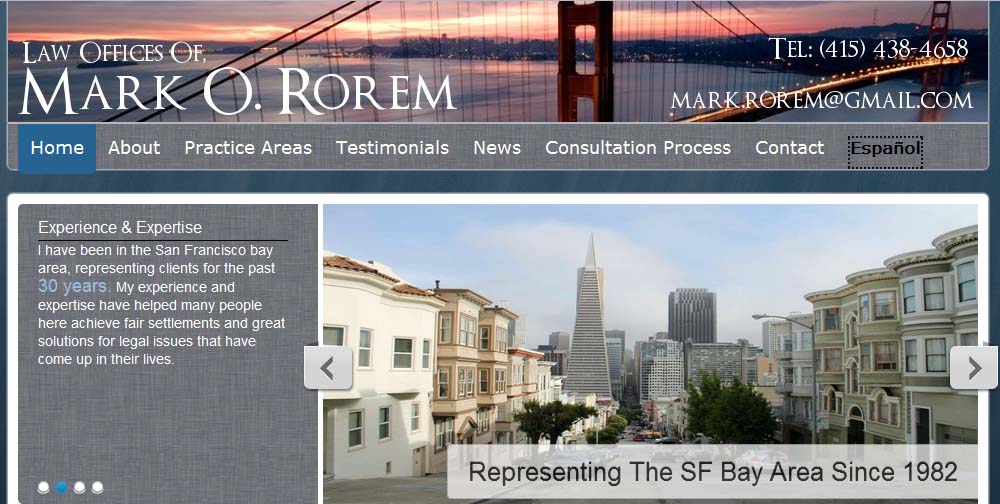 Law Offices Of,
Mark O. Rorem
Tel: (415) 438-4658
mark.rorem@gmail.com
Home About Practice Areas Testimonials News Consultation Process Contact Español
Experience & Expertise
I have been in the San Francisco bay
area, representing clients for the past
30 years. My experience and
expertise have helped many people
here achieve fair settlements and great
solutions for legal issues that have
come up in their lives.
Representing The SF Bay Area Since 1982